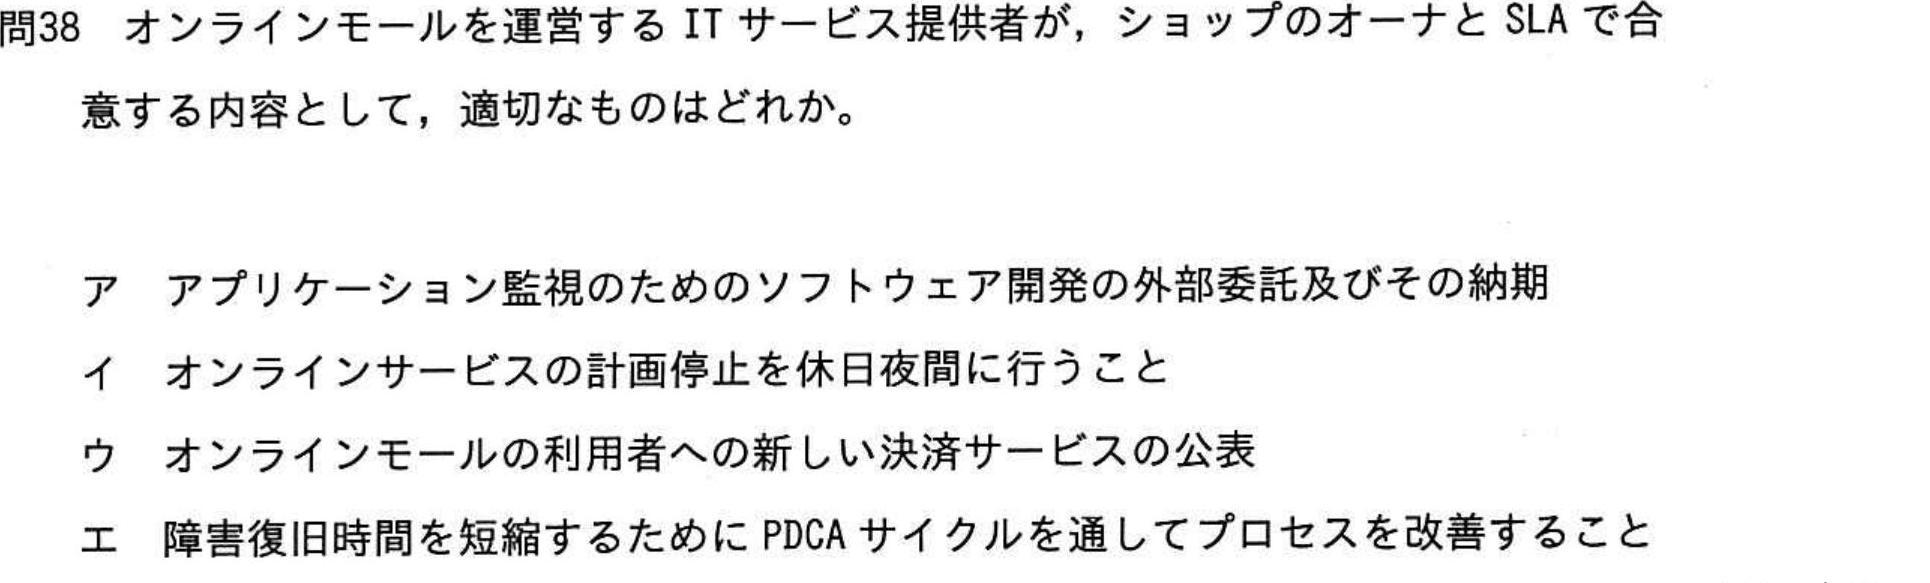 問38 オンラインモールを運営する IT サービス提供者が，ショップのオーナと SLA で合
意する内容として，適切なものはどれか。
ア アプリケーション監視のためのソフトウェア開発の外部委託及びその納期
イ オンラインサービスの計画停止を休日夜間に行うこと
ウ オンラインモールの利用者への新しい決済サービスの公表
エ 障害復旧時間を短縮するために PDCA サイクルを通してプロセスを改善すること